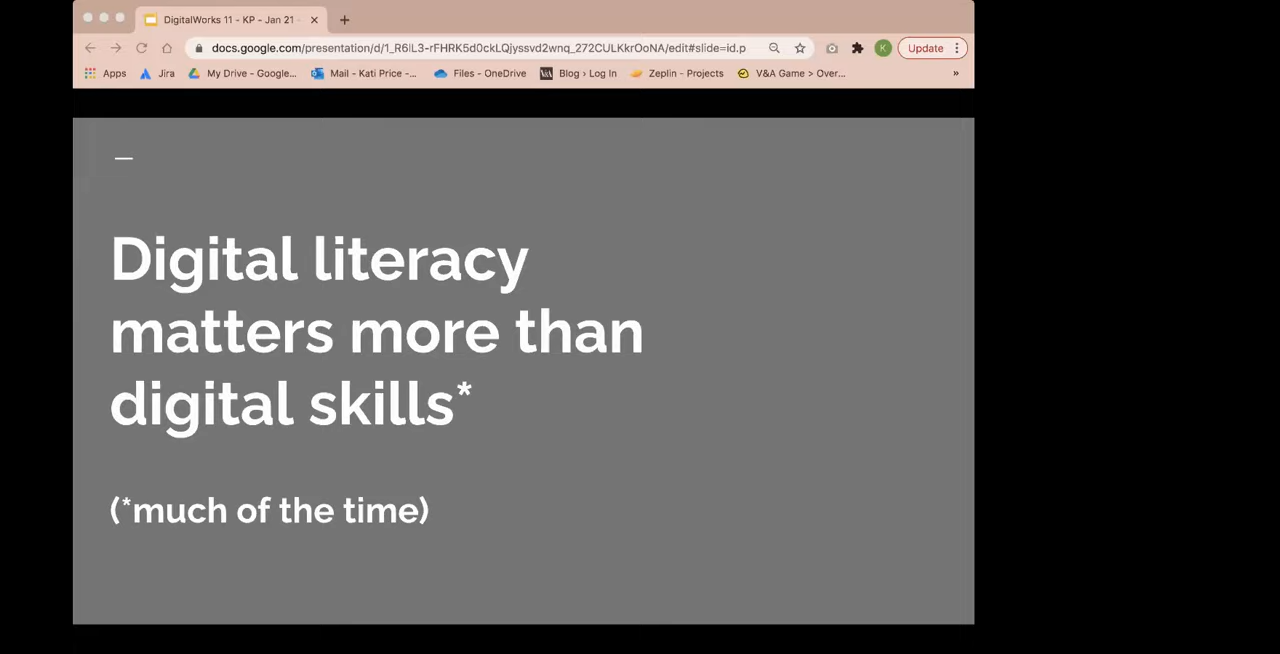 DigitalWorks 11 - KP - Jan 21 -
docs.google.com/presentation/d/1_R6lL3-rFHRK5d0ckLQjyssvd2wnq_272CULKkrOoNA/edit#slide=id.p
K
Update
Apps
Jira
My Drive - Google...
Mail - Kati Price -...
Files - OneDrive
V&A
Blog › Log In
Zeplin - Projects
V&A Game > Over...
»
—
Digital literacy
matters more than
digital skills*
(*much of the time)